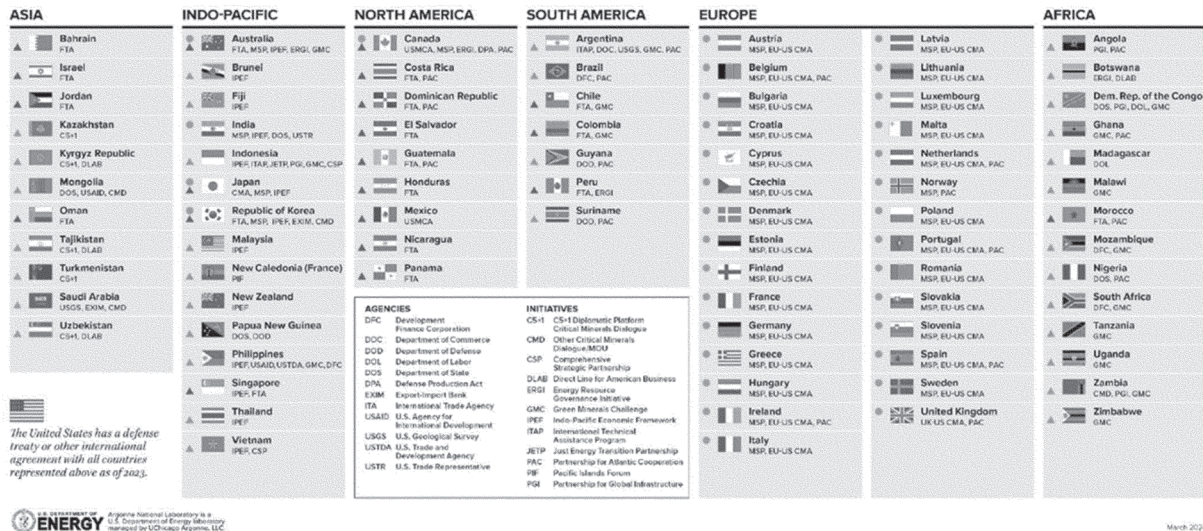 ASIA
Bahrain
FTA
Israel
FTA
Jordan
FTA
Kazakhstan
C5+1
Kyrgyz Republic
C5+1, DLAB
Mongolia
DOS, USAID, CMD
Oman
FTA
Tajikistan
C5+1, DLAB
Turkmenistan
C5+1
Saudi Arabia
USGS, EXIM, CMD
Uzbekistan
C5+1, DLAB
The United States has a defense
treaty or other international
agreement with all countries
represented above as of 2023.
INDO-PACIFIC
Australia
FTA, MSP, IPEF, ERGI, GMC
Brunei
IPEF
Fiji
IPEF
India
MSP, IPEF, DOS, USTR
Indonesia
IPEF, ITAP, JETP, PGI, GMC, CSP
Japan
CMA, MSP, IPEF
Republic of Korea
FTA, MSP, IPEF, EXIM, CMD
Malaysia
IPEF
New Caledonia (France)
PIF
New Zealand
IPEF
Papua New Guinea
DOS, DOD
Philippines
IPEF, USAID, USTDA, GMC, DFC
Singapore
IPEF, FTA
Thailand
IPEF
Vietnam
IPEF, CSP
NORTH AMERICA
Canada
USMCA, MSP, ERGI, DPA, PAC
Costa Rica
FTA, PAC
Dominican Republic
FTA, PAC
El Salvador
FTA
Guatemala
FTA, PAC
Honduras
FTA
Mexico
USMCA
Nicaragua
FTA
Panama
FTA
SOUTH AMERICA
Argentina
ITAP, DOC, USGS, GMC, PAC
Brazil
DFC, PAC
Chile
FTA, GMC
Colombia
FTA, GMC
Guyana
DOD, PAC
Peru
FTA, ERGI
Suriname
DOD, PAC
AGENCIES
DFC Development
Finance Corporation
DOC Department of Commerce
DOD Department of Defense
DOL Department of Labor
DOS Department of State
DPA Defense Production Act
EXIM Export-Import Bank
ITA International Trade Agency
USAID U.S. Agency for
International Development
USGS U.S. Geological Survey
USTDA U.S. Trade and
Development Agency
USTR U.S. Trade Representative
INITIATIVES
C5+1 C5+1 Diplomatic Platform
Critical Minerals Dialogue
CMD Other Critical Minerals
Dialogue/MOU
CSP Comprehensive
Strategic Partnership
DLAB Direct Line for American Business
ERGI Energy Resource
Governance Initiative
GMC Green Minerals Challenge
IPEF Indo-Pacific Economic Framework
ITAP International Technical
Assistance Program
JETP Just Energy Transition Partnership
PAC Partnership for Atlantic Cooperation
PIF Pacific Islands Forum
PGI Partnership for Global Infrastructure
EUROPE
Austria
MSP, EU-US CMA
Belgium
MSP, EU-US CMA, PAC
Bulgaria
MSP, EU-US CMA
Croatia
MSP, EU-US CMA
Cyprus
MSP, EU-US CMA
Czechia
MSP, EU-US CMA
Denmark
MSP, EU-US CMA
Estonia
MSP, EU-US CMA
Finland
MSP, EU-US CMA
France
MSP, EU-US CMA
Germany
MSP, EU-US CMA
Greece
MSP, EU-US CMA
Hungary
MSP, EU-US CMA
Ireland
MSP, EU-US CMA, PAC
Italy
MSP, EU-US CMA
Latvia
MSP, EU-US CMA
Lithuania
MSP, EU-US CMA
Luxembourg
MSP, EU-US CMA
Malta
MSP, EU-US CMA
Netherlands
MSP, EU-US CMA, PAC
Norway
MSP, PAC
Poland
MSP, EU-US CMA
Portugal
MSP, EU-US CMA, PAC
Romania
MSP, EU-US CMA
Slovakia
MSP, EU-US CMA
Slovenia
MSP, EU-US CMA
Spain
MSP, EU-US CMA, PAC
Sweden
MSP, EU-US CMA
United Kingdom
UK-US CMA, PAC
AFRICA
Angola
PGI, PAC
Botswana
ERGI, DLAB
Dem. Rep. of the Congo
DOS, PGI, DOL, GMC
Ghana
GMC, PAC
Madagascar
DOL
Malawi
GMC
Morocco
FTA, PAC
Mozambique
DFC, GMC
Nigeria
DOS, PAC
South Africa
DFC, GMC
Tanzania
GMC
Uganda
GMC
Zambia
CMD, PGI, GMC
Zimbabwe
GMC
U.S. DEPARTMENT OF
ENERGY
Argonne National Laboratory is a
U.S. Department of Energy laboratory
managed by UChicago Argonne, LLC.
March